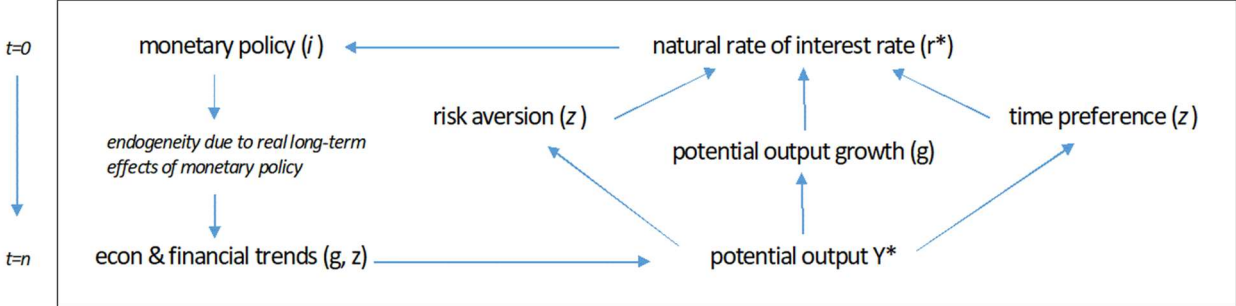 t=0
monetary policy (i )
natural rate of interest rate (r*)
risk aversion (z )
time preference (z )
endogeneity due to real long-term
effects of monetary policy
potential output growth (g)
t=n
econ & financial trends (g, z)
potential output Y*